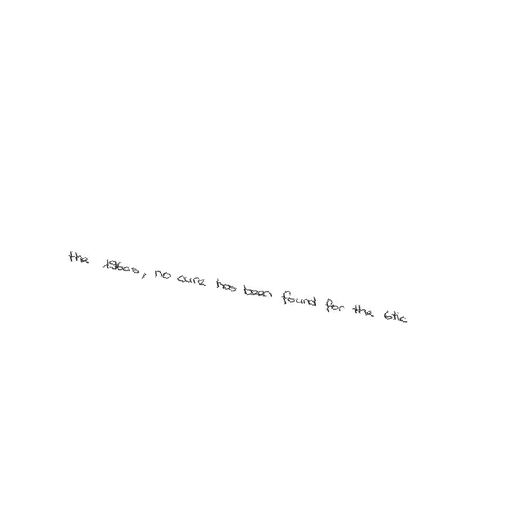 the 1960s, no cure has been found for the